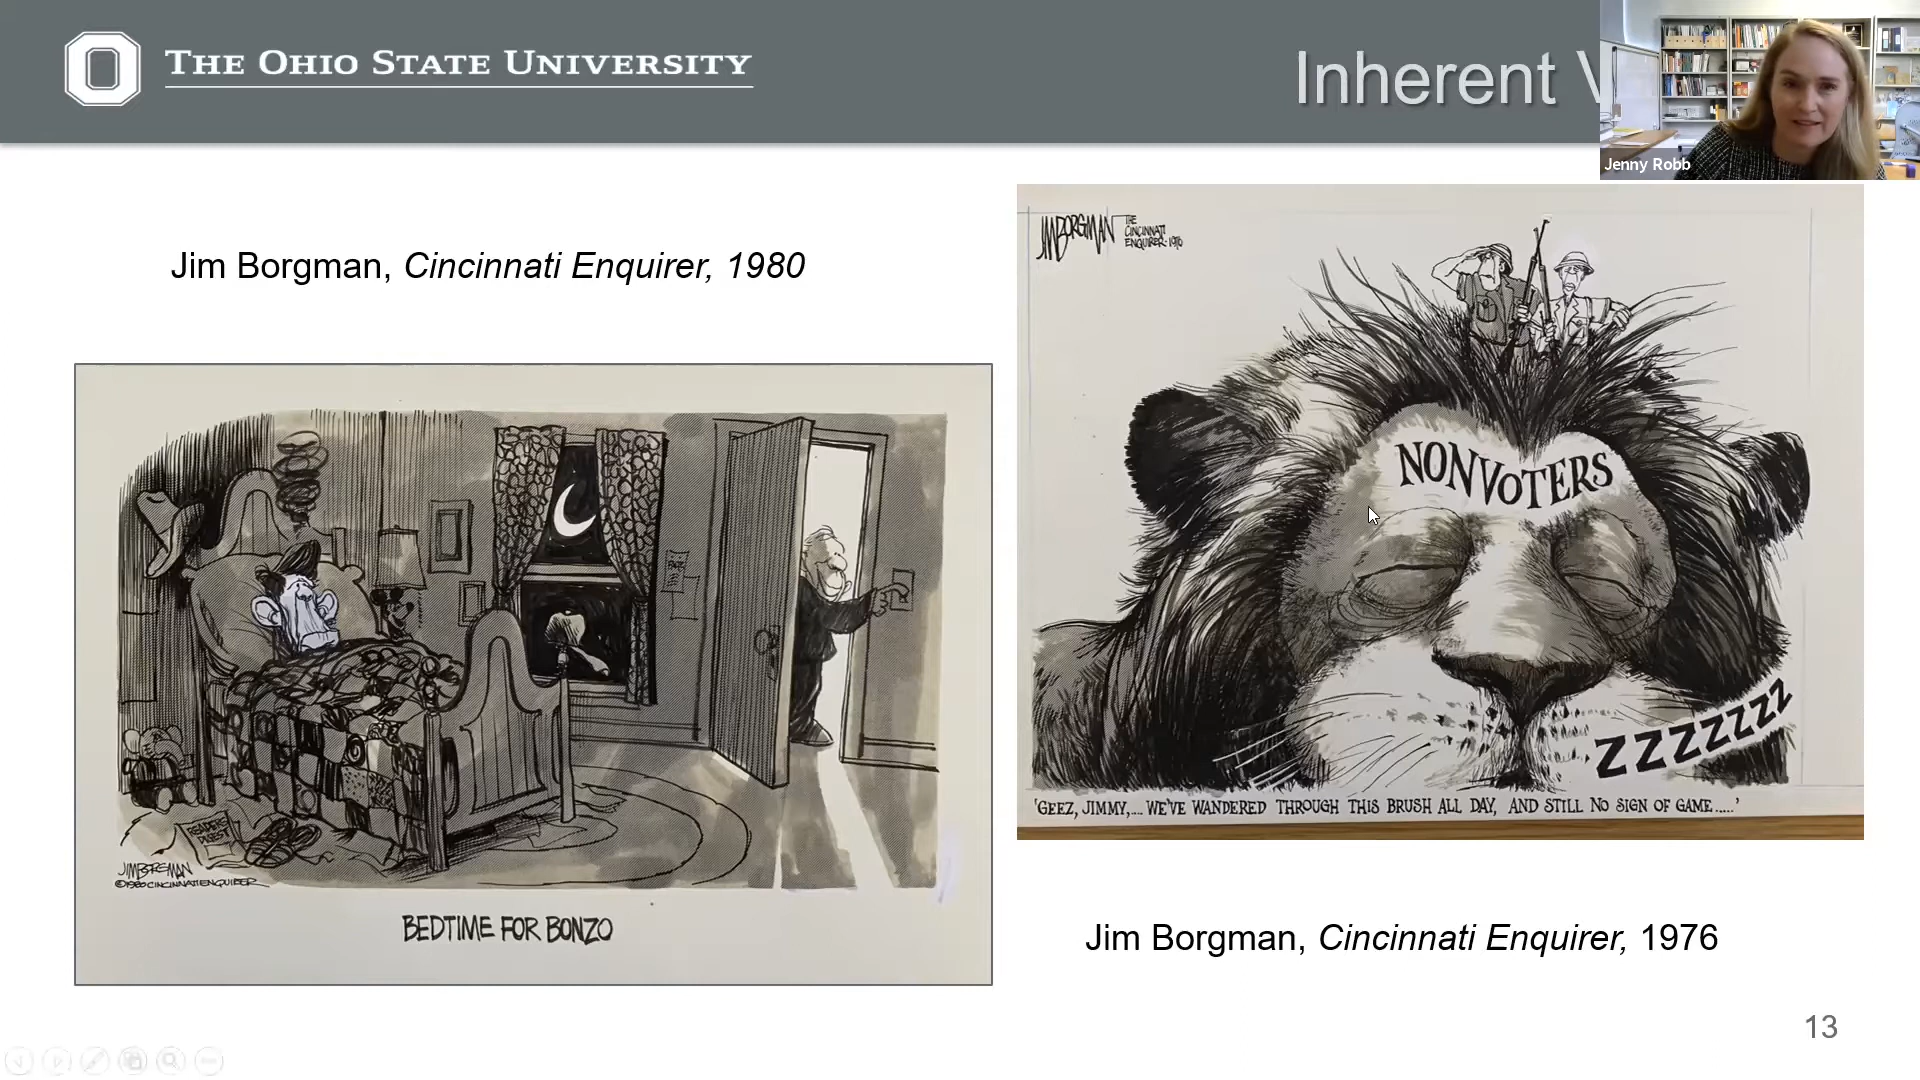 THE OHIO STATE UNIVERSITY
Inherent
Jenny Robb
Jim Borgman, Cincinnati Enquirer, 1980
JIM BORGMAN
©1980 CINCINNATI ENQUIRER
READERS
DIGEST
BEDTIME FOR BONZO
JIM BORGMAN THE
CINCINNATI
ENQUIRER·1976
NONVOTERS
ZZZZZZZ
'GEEZ, JIMMY,.... WE'VE WANDERED THROUGH THIS BRUSH ALL DAY, AND STILL NO SIGN OF GAME.....'
Jim Borgman, Cincinnati Enquirer, 1976
13